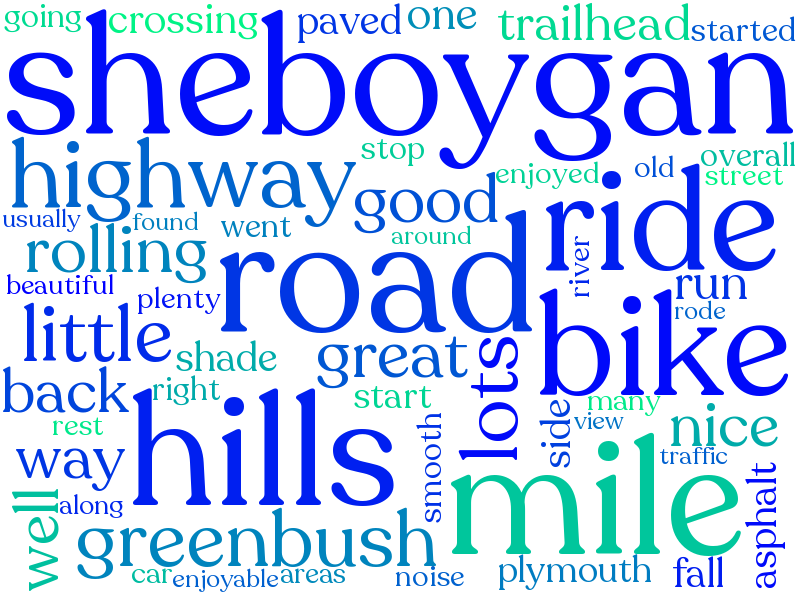 going crossing paved one trailhead started
sheboygan
highway stop good enjoyed old overall street
ride
usually found went around
rolling road river run
beautiful plenty rode
little shade great bike
back right start lots many
rest hills side view nice
way smooth mile traffic
well along asphalt
greenbush
car enjoyable areas noise plymouth fall